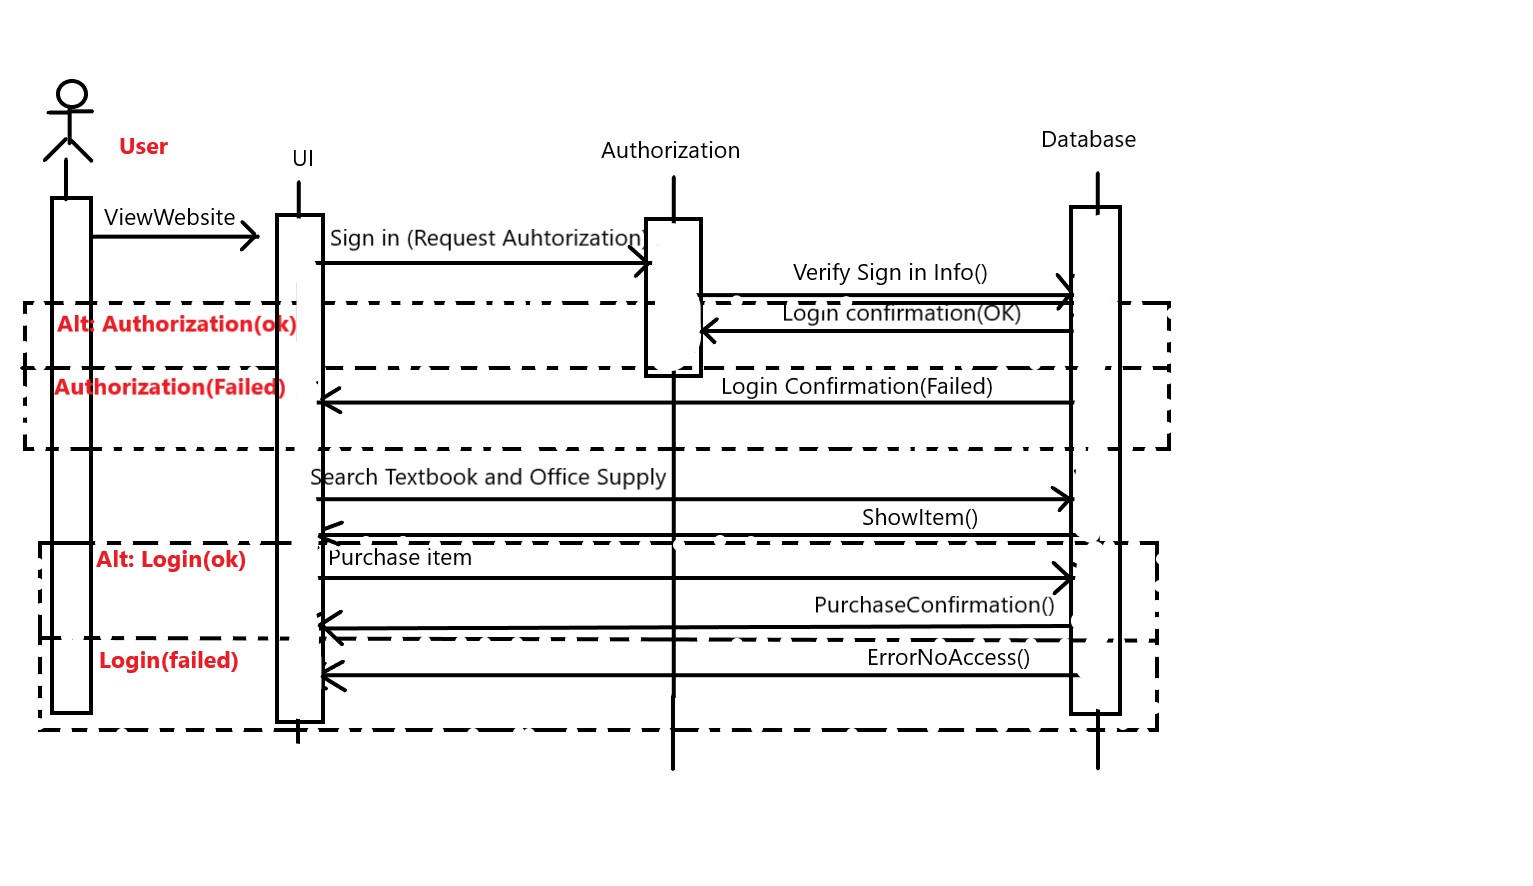 User
UI
Authorization
Database
ViewWebsite
Sign in (Request Auhtorization)
Verify Sign in Info()
Login confirmation(OK)
Alt: Authorization(ok)
Authorization(Failed)
Login Confirmation(Failed)
Search Textbook and Office Supply
ShowItem()
Alt: Login(ok)
Purchase item
PurchaseConfirmation()
Login(failed)
ErrorNoAccess()